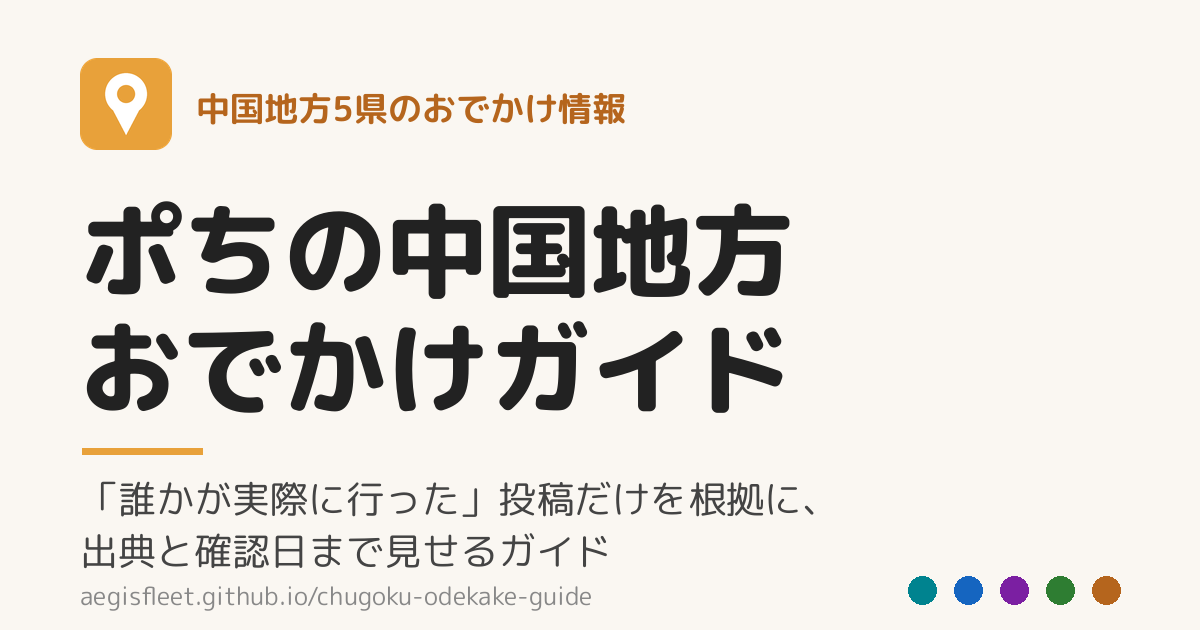 中国地方5県のおでかけ情報
ポちの中国地方
おでかけガイド
「誰かが実際に行った」投稿だけを根拠に、
出典と確認日まで見せるガイド
aegisfleet.github.io/chugoku-odekake-guide